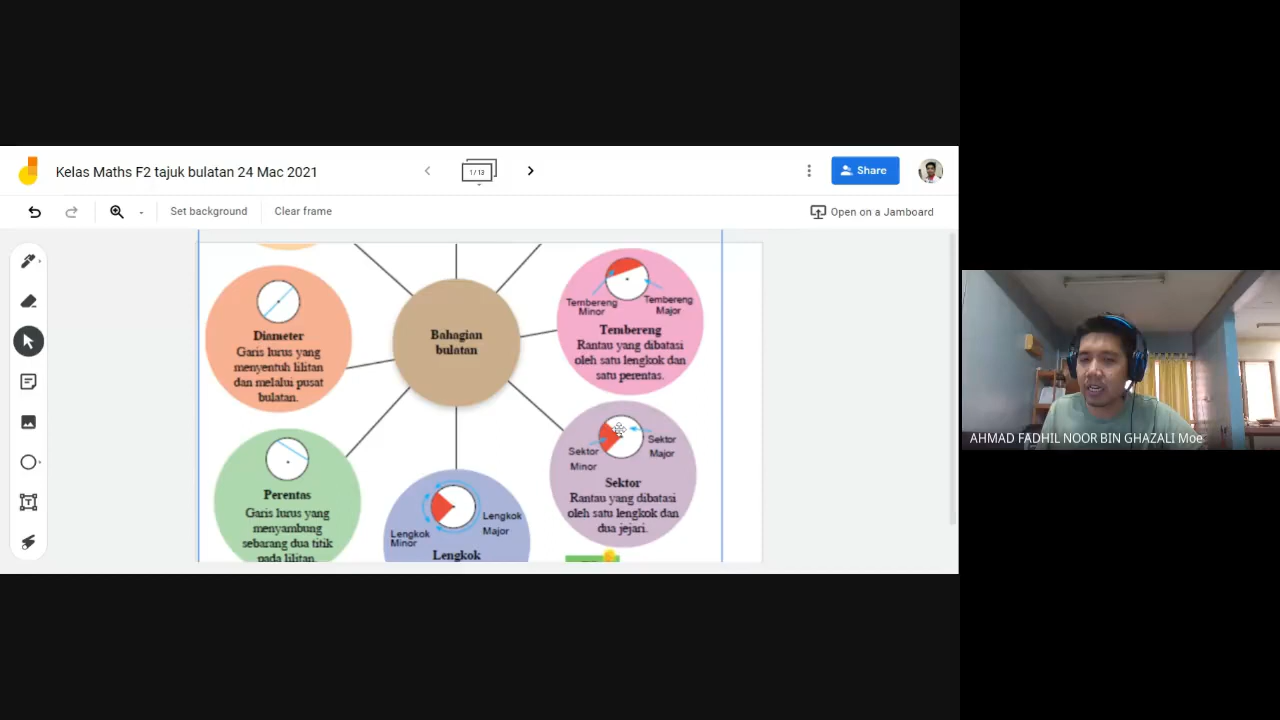 Kelas Maths F2 tajuk bulatan 24 Mac 2021
1 / 13
Share
Set background
Clear frame
Open on a Jamboard
Diameter
Garis lurus yang
menyentuh lilitan
dan melalui pusat
bulatan.
Bahagian
bulatan
Tembereng
Minor
Tembereng
Major
Tembereng
Rantau yang dibatasi
oleh satu lengkok dan
satu perentas.
Perentas
Garis lurus yang
menyambung
sebarang dua titik
pada lilitan.
Lengkok
Minor
Lengkok
Major
Lengkok
Sektor
Minor
Sektor
Major
Sektor
Rantau yang dibatasi
oleh satu lengkok dan
dua jejari.
AHMAD FADHIL NOOR BIN GHAZALI Moe